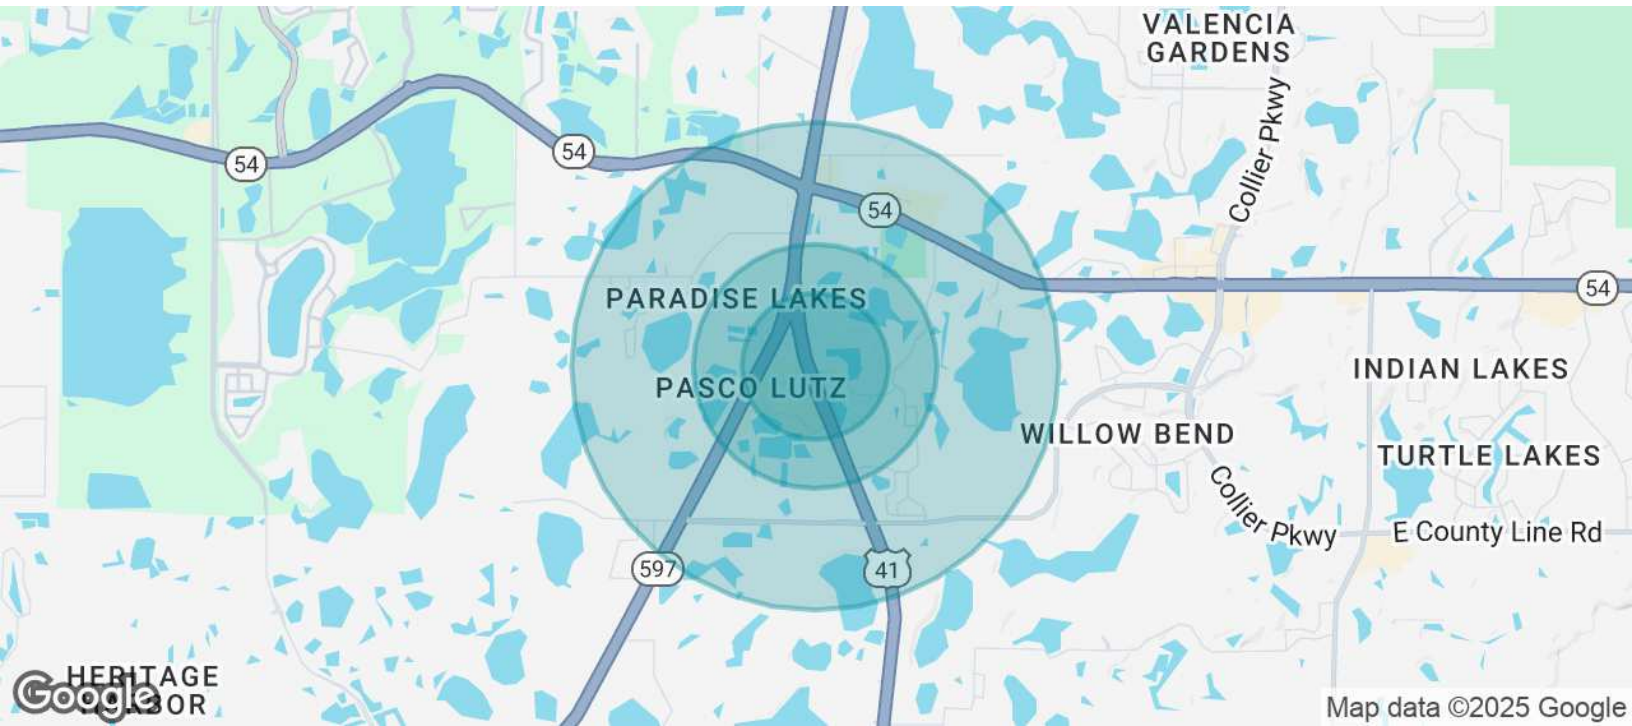 VALENCIA
GARDENS
Collier Pkwy
54
54
54
54
PARADISE LAKES
PASCO LUTZ
INDIAN LAKES
WILLOW BEND
TURTLE LAKES
Collier Pkwy
E County Line Rd
597
41
HERITAGE
HARBOR
Google
Map data ©2025 Google